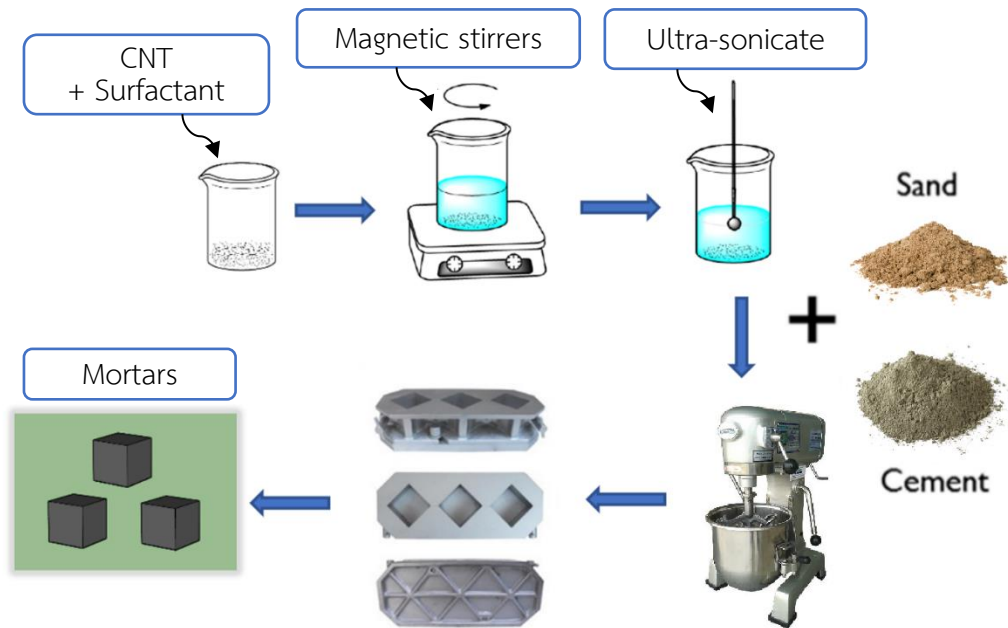 CNT
+ Surfactant
Magnetic stirrers
Ultra-sonicate
Sand
Cement
Mortars